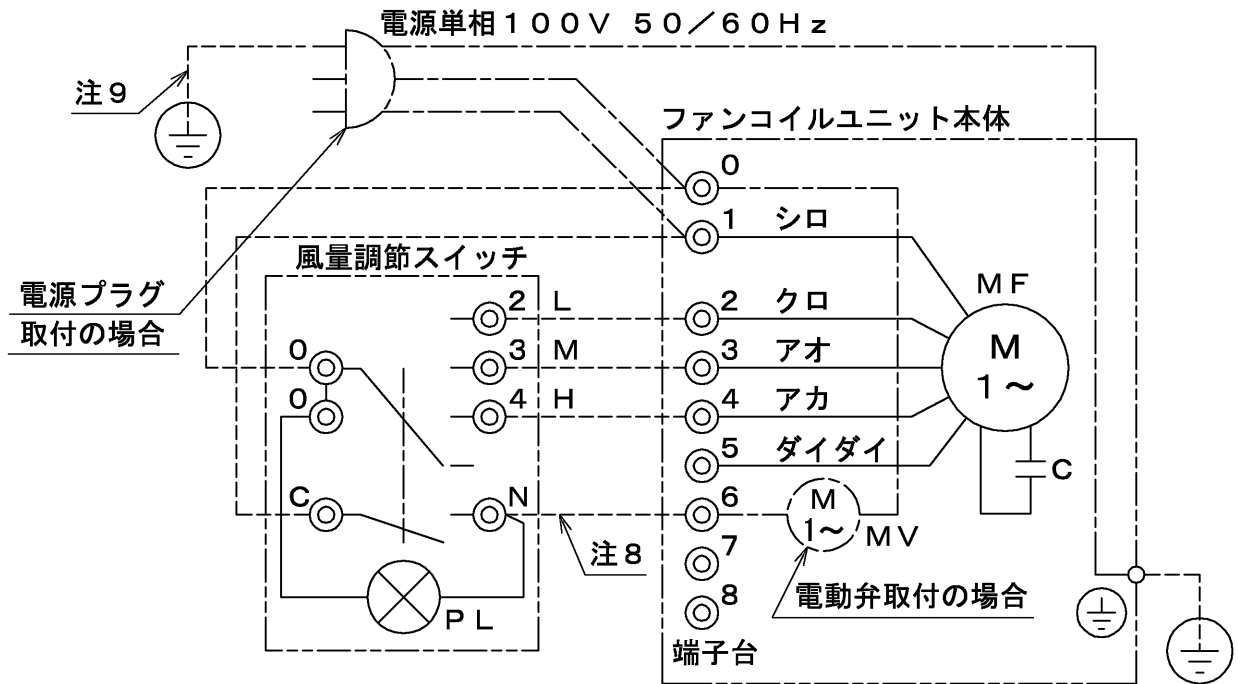 電源単相１００Ｖ ５０／６０Ｈｚ
注９
ファンコイルユニット本体
0
1 シロ
風量調節スイッチ
電源プラグ
取付の場合
ＭＦ
Ｍ
１～
2 L
3 M
4 H
2 クロ
3 アオ
4 アカ
5 ダイダイ
0
0
C
C
N
6
Ｍ
１～
ＭＶ
注８
7
8
電動弁取付の場合
ＰＬ
端子台